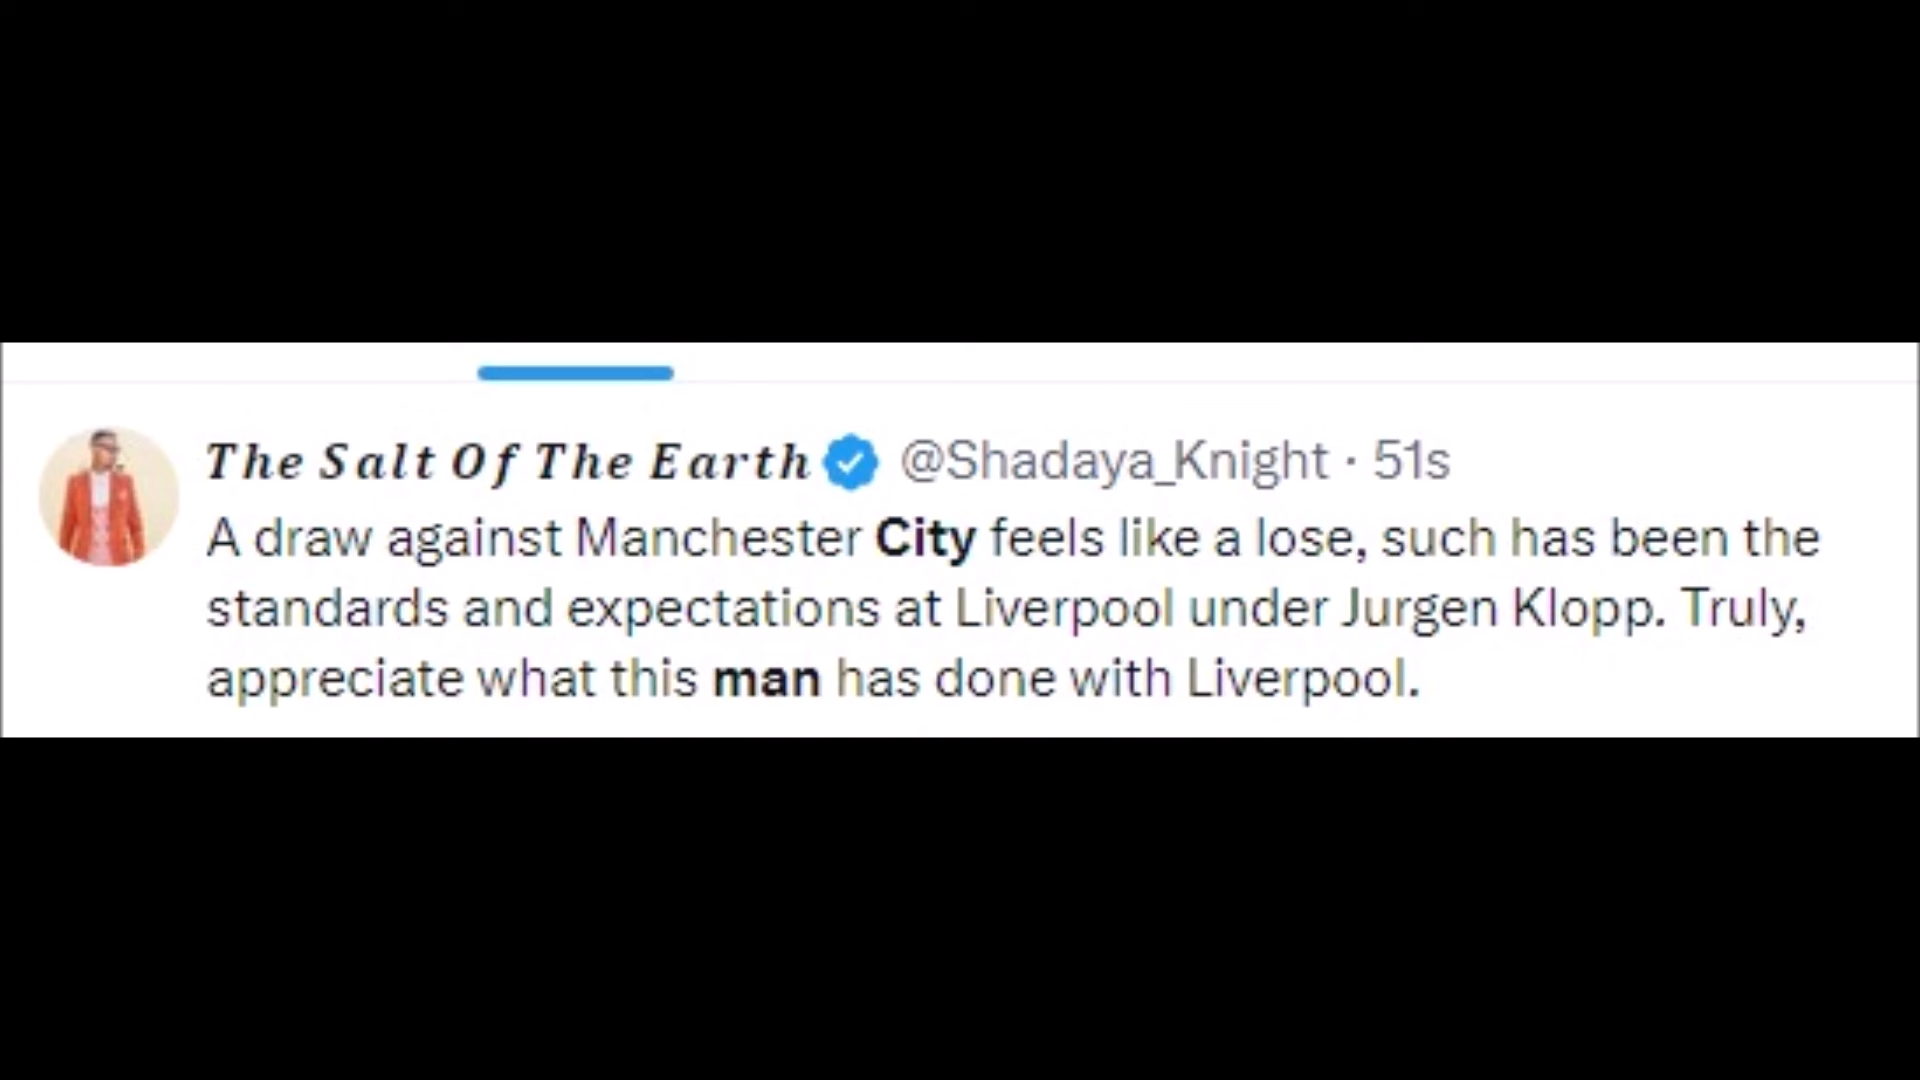 The Salt Of The Earth @Shadaya_Knight · 51s
A draw against Manchester City feels like a lose, such has been the
standards and expectations at Liverpool under Jurgen Klopp. Truly,
appreciate what this man has done with Liverpool.